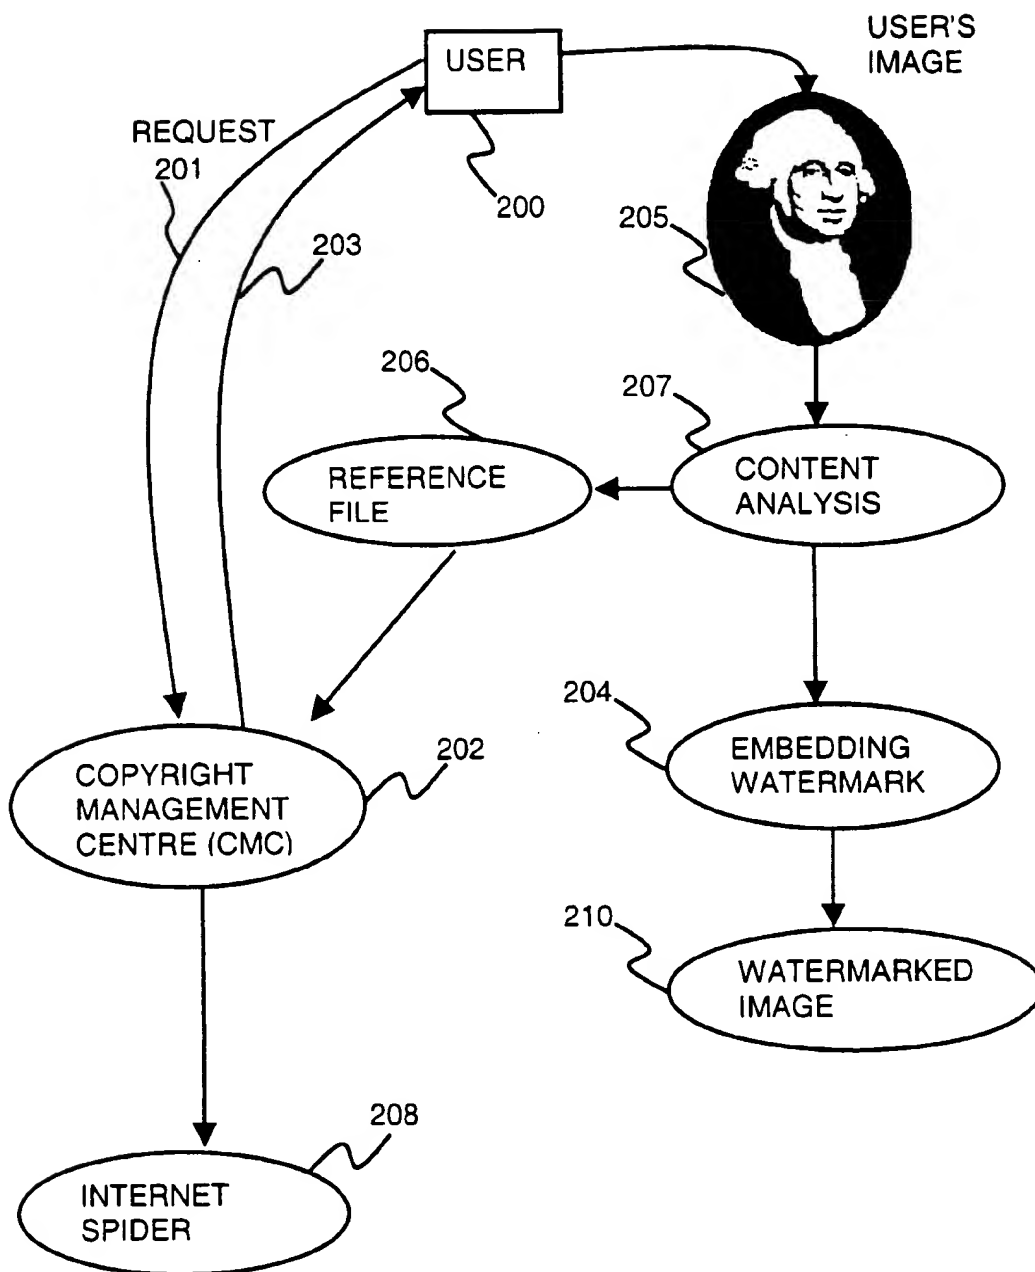 USER'S
IMAGE
USER
REQUEST
201
200
203
205
206
207
REFERENCE
FILE
CONTENT
ANALYSIS
204
EMBEDDING
WATERMARK
202
COPYRIGHT
MANAGEMENT
CENTRE (CMC)
210
WATERMARKED
IMAGE
208
INTERNET
SPIDER